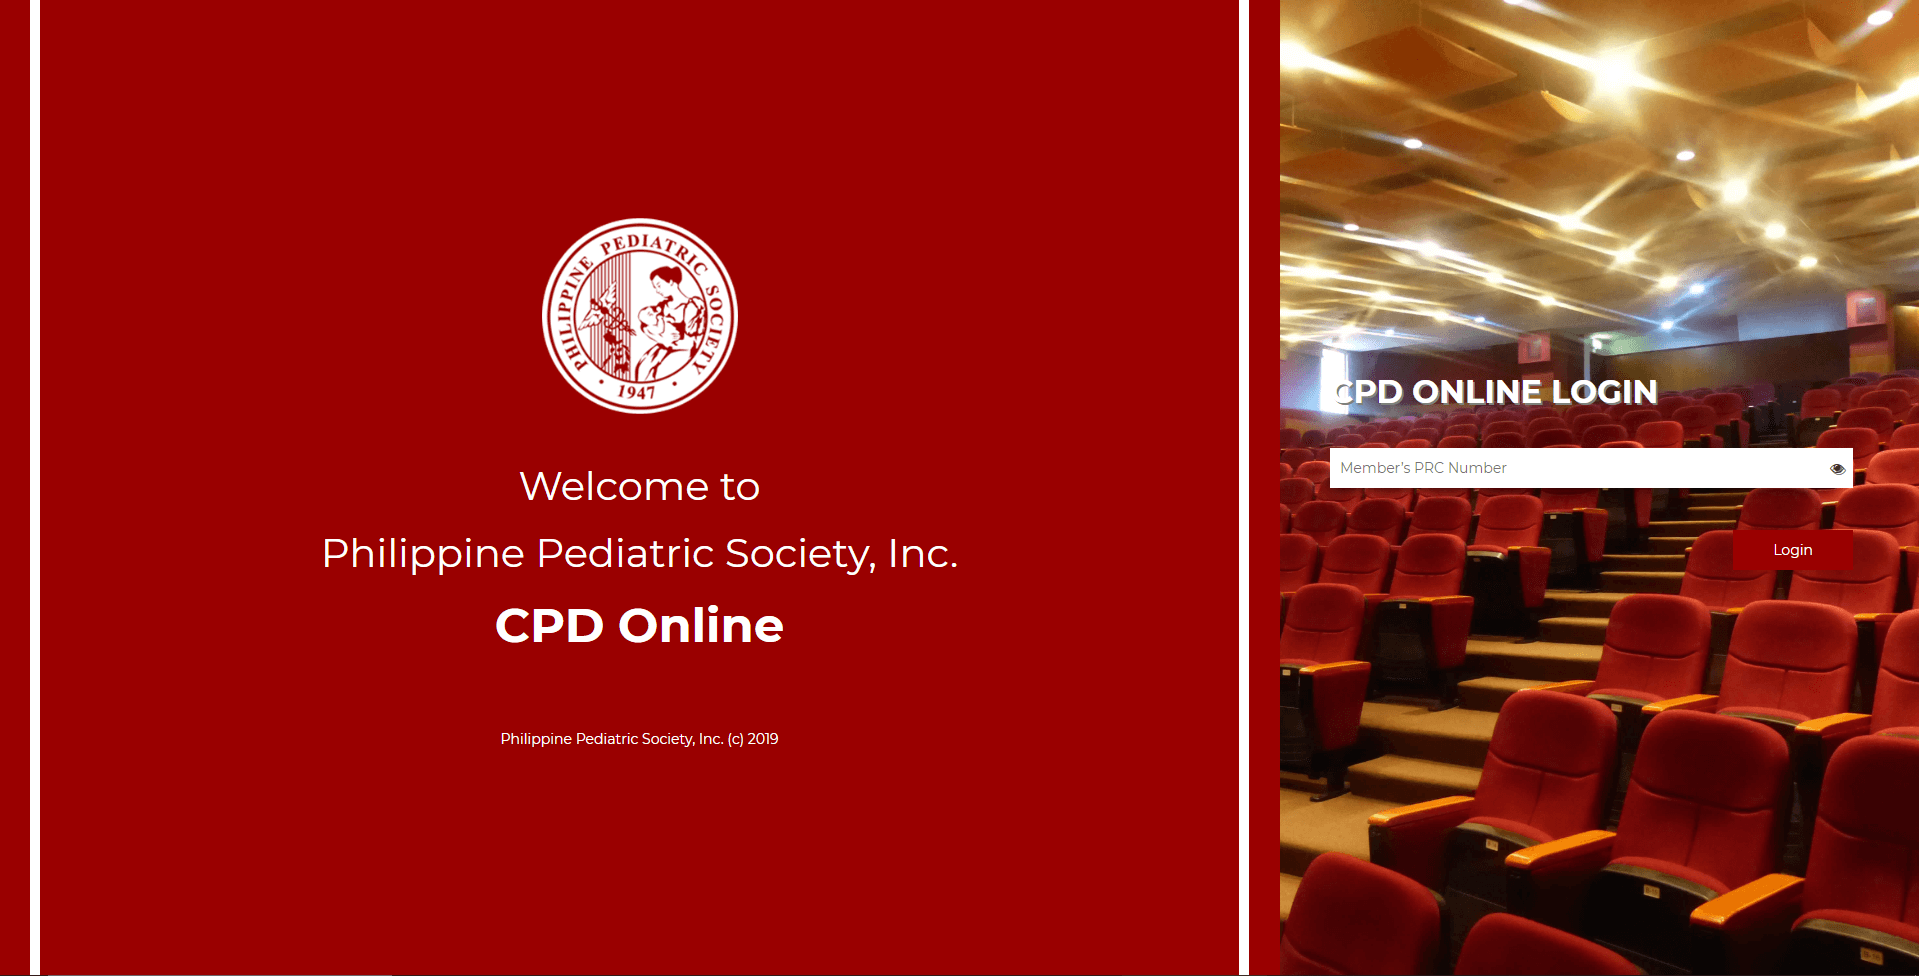 PHILIPPINE PEDIATRIC SOCIETY
1947
Welcome to
Philippine Pediatric Society, Inc.
CPD Online
Philippine Pediatric Society, Inc. (c) 2019
CPD ONLINE LOGIN
Member's PRC Number
Login